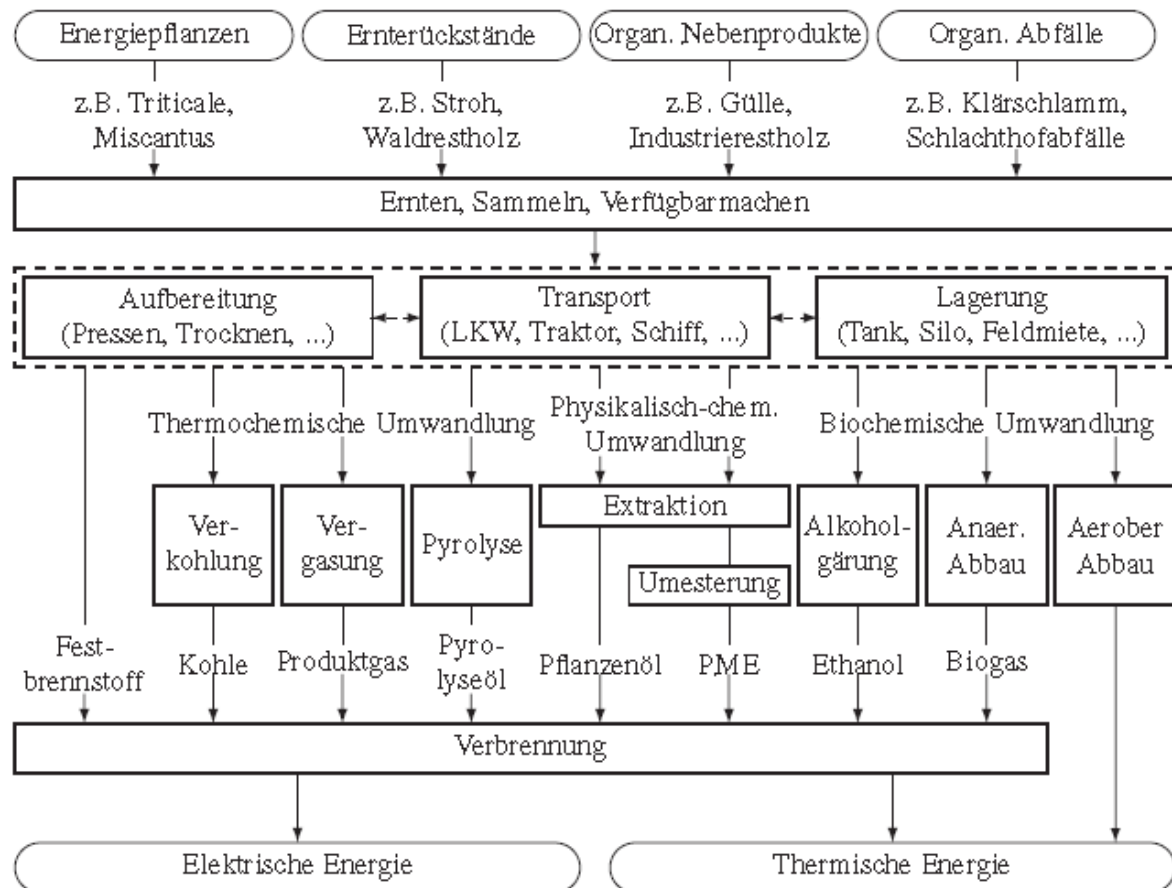 Energiepflanzen
Ernterückstände
Organ. Nebenprodukte
Organ. Abfälle
z.B. Triticale,
Miscantus
z.B. Stroh,
Waldrestholz
z.B. Gülle,
Industrierestholz
z.B. Klärschlamm,
Schlachthofabfälle
Ernten, Sammeln, Verfügbarmachen
Aufbereitung
(Pressen, Trocknen, ...)
Transport
(LKW, Traktor, Schiff, ...)
Lagerung
(Tank, Silo, Feldmiete, ...)
Thermochemische Umwandlung
Physikalisch-chem.
Umwandlung
Biochemische Umwandlung
Ver-
kohlung
Ver-
gasung
Pyrolyse
Extraktion
Umesterung
Alkohol-
gärung
Anaer.
Abbau
Aerober
Abbau
Fest-
brennstoff
Kohle
Produktgas
Pyro-
lyseöl
Pflanzenöl
PME
Ethanol
Biogas
Verbrennung
Elektrische Energie
Thermische Energie